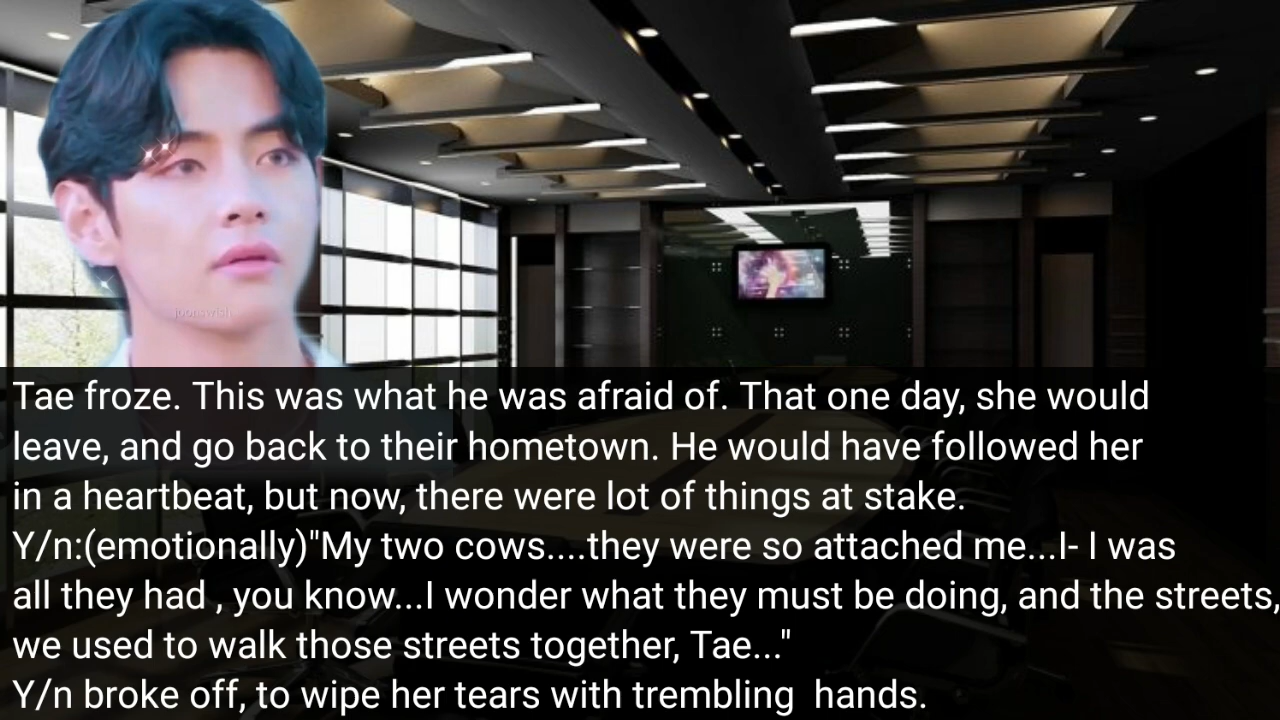 joonswish
Tae froze. This was what he was afraid of. That one day, she would
leave, and go back to their hometown. He would have followed her
in a heartbeat, but now, there were lot of things at stake.
Y/n:(emotionally)"My two cows....they were so attached me...I- I was
all they had , you know...I wonder what they must be doing, and the streets,
we used to walk those streets together, Tae..."
Y/n broke off, to wipe her tears with trembling  hands.